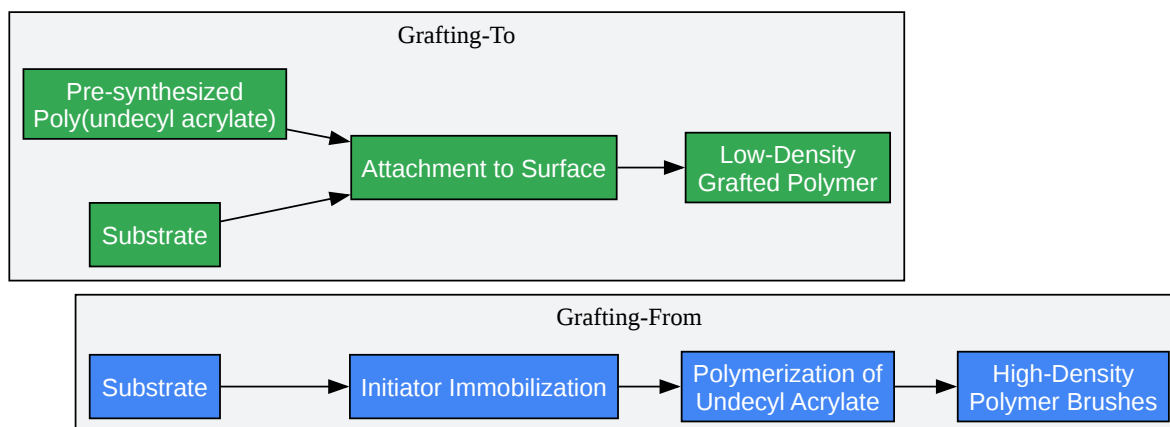 Grafting-To
Pre-synthesized
Poly(undecyl acrylate)
Attachment to Surface
Low-Density
Grafted Polymer
Substrate
Grafting-From
Substrate
Initiator Immobilization
Polymerization of
Undecyl Acrylate
High-Density
Polymer Brushes